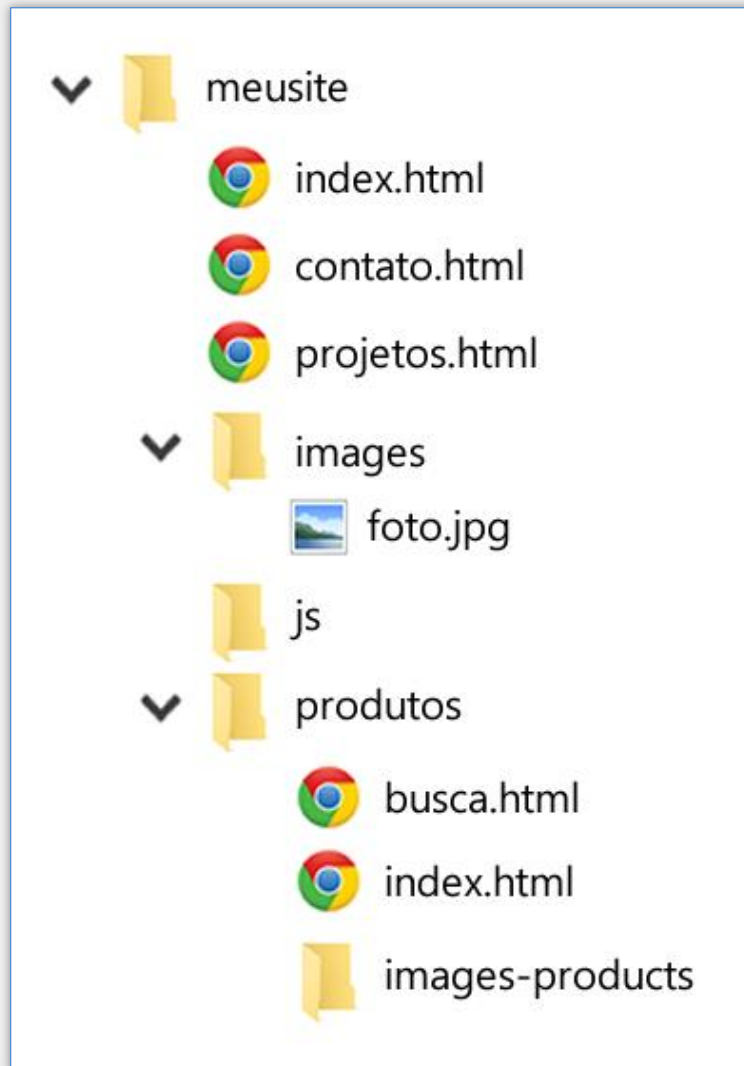 meusite
index.html
contato.html
projetos.html
images
foto.jpg
js
produtos
busca.html
index.html
images-products